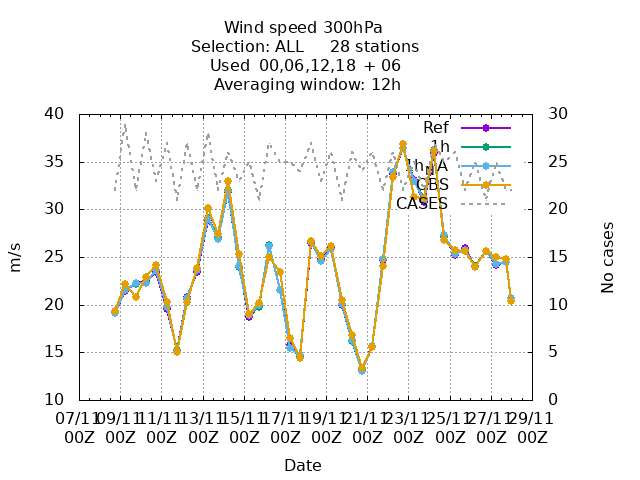 Wind speed 300hPa
Selection: ALL 28 stations
Used 00,06,12,18 + 06
Averaging window: 12h
40 30
Ref
1h
35 25
1h_A
OBS
CASES
30 20
m/s
No cases
25 15
20 10
15 5
10 0
07/11 09/11 11/11 13/11 15/11 17/11 19/11 21/11 23/11 25/11 27/11 29/11
00Z 00Z 00Z 00Z 00Z 00Z 00Z 00Z 00Z 00Z 00Z 00Z
Date